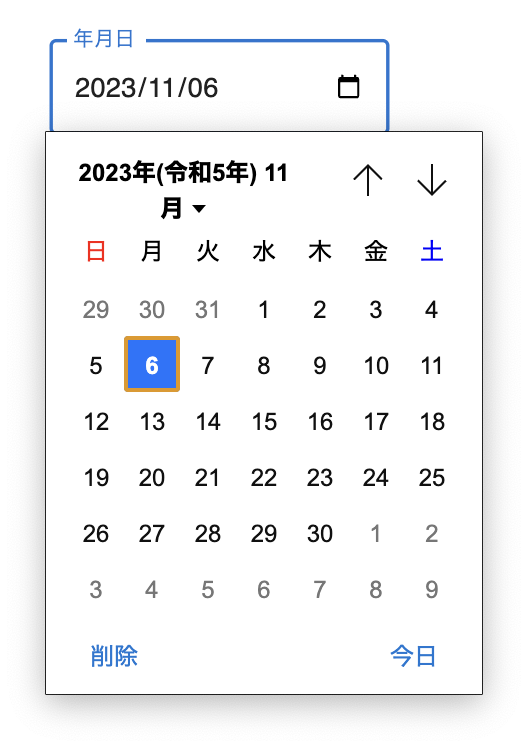 年月日
2023/11/06
2023年(令和5年) 11
月
日 月 火 水 木 金 土
29 30 31 1 2 3 4
5 6 7 8 9 10 11
12 13 14 15 16 17 18
19 20 21 22 23 24 25
26 27 28 29 30 1 2
3 4 5 6 7 8 9
削除 今日